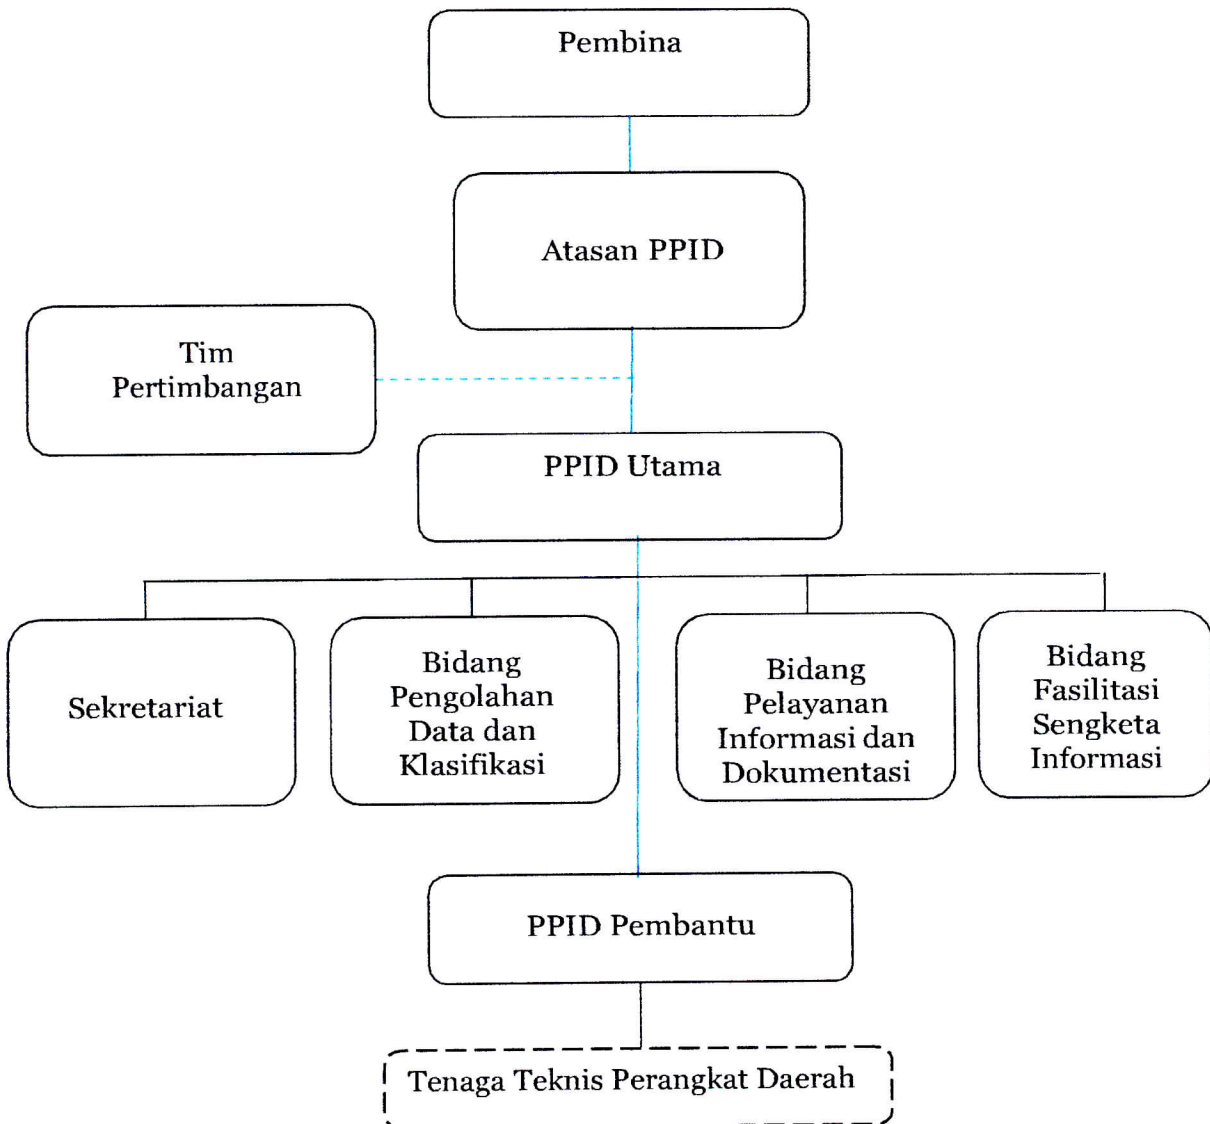 Pembina
Atasan PPID
Tim
Pertimbangan
PPID Utama
Sekretariat
Bidang
Pengolahan
Data dan
Klasifikasi
Bidang
Pelayanan
Informasi dan
Dokumentasi
Bidang
Fasilitasi
Sengketa
Informasi
PPID Pembantu
Tenaga Teknis Perangkat Daerah